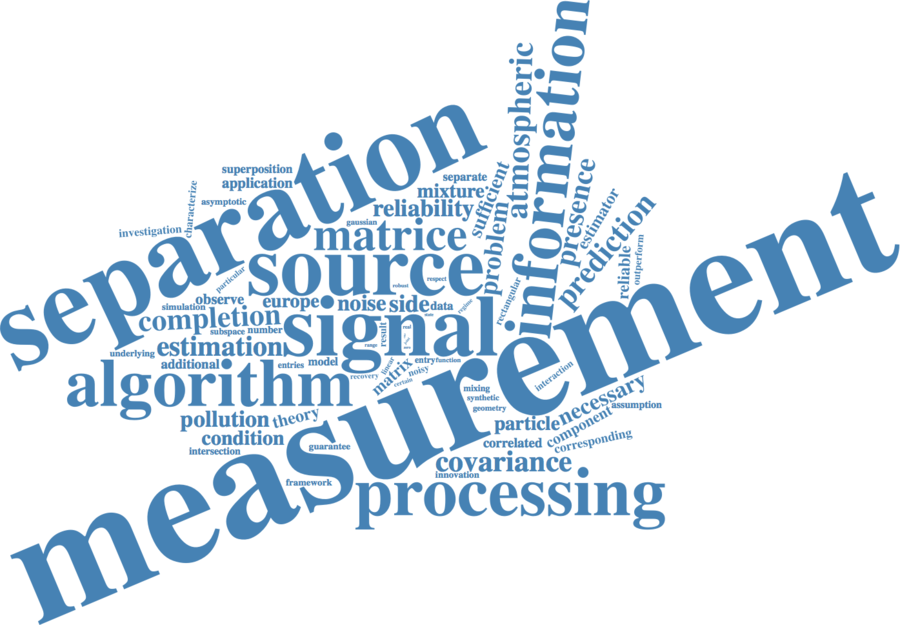 information
atmospheric
separation
superposition
application
separate
mixture
sufficient
presence
estimator
characterize
asymptotic
reliability
gaussian
investigation
matrice
problem
prediction
reliable
outperform
source
particular
respect
robust
rectangular
regime
observe
simulation
europe
noise
side
data
completion
subspace
number
signal
result
real
range
underlying
estimation
additional
entries
model
matrix
linear
noisy
certain
entry
function
recovery
algorithm
measurement
interaction
mixing
synthetic
geometry
necessary
assumption
pollution
theory
condition
intersection
guarantee
particle
component
correlated
corresponding
covariance
innovation
framework
processing